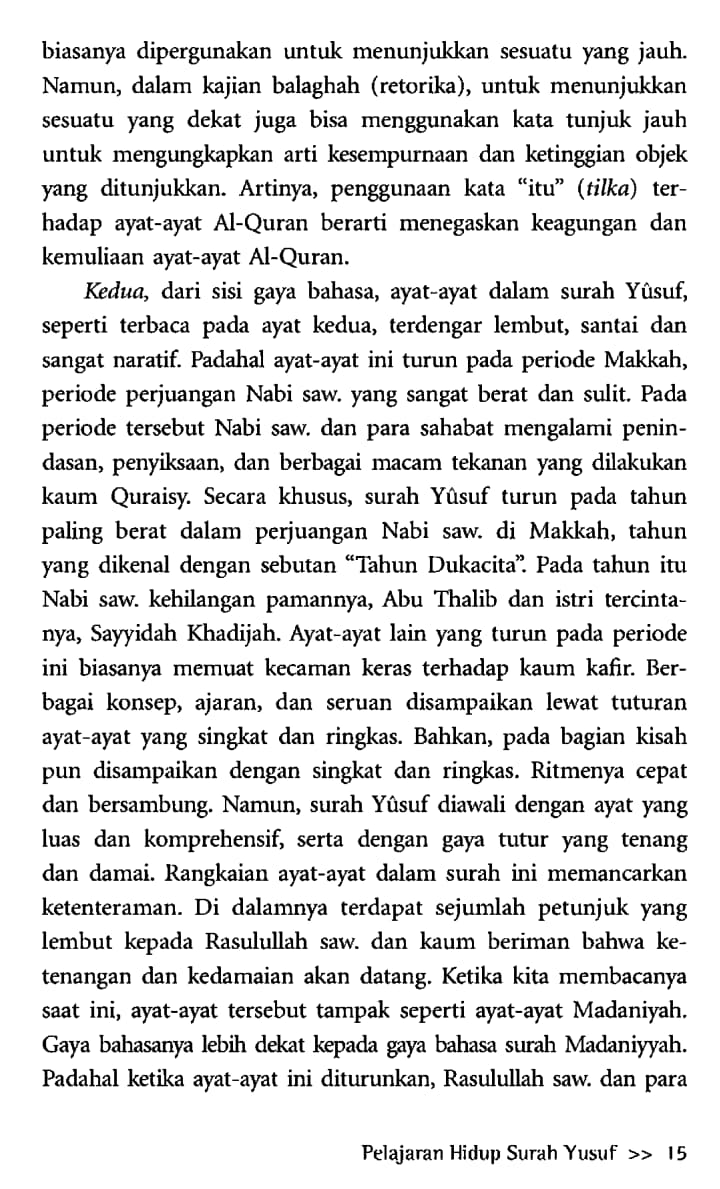 biasanya dipergunakan untuk menunjukkan sesuatu yang jauh.
Namun, dalam kajian balaghah (retorika), untuk menunjukkan
sesuatu yang dekat juga bisa menggunakan kata tunjuk jauh
untuk mengungkapkan arti kesempurnaan dan ketinggian objek
yang ditunjukkan. Artinya, penggunaan kata “itu” (tilka) ter-
hadap ayat-ayat Al-Quran berarti menegaskan keagungan dan
kemuliaan ayat-ayat Al-Quran.
Kedua, dari sisi gaya bahasa, ayat-ayat dalam surah Yûsuf,
seperti terbaca pada ayat kedua, terdengar lembut, santai dan
sangat naratif. Padahal ayat-ayat ini turun pada periode Makkah,
periode perjuangan Nabi saw. yang sangat berat dan sulit. Pada
periode tersebut Nabi saw. dan para sahabat mengalami penin-
dasan, penyiksaan, dan berbagai macam tekanan yang dilakukan
kaum Quraisy. Secara khusus, surah Yûsuf turun pada tahun
paling berat dalam perjuangan Nabi saw. di Makkah, tahun
yang dikenal dengan sebutan “Tahun Dukacita”. Pada tahun itu
Nabi saw. kehilangan pamannya, Abu Thalib dan istri tercinta-
nya, Sayyidah Khadijah. Ayat-ayat lain yang turun pada periode
ini biasanya memuat kecaman keras terhadap kaum kafir. Ber-
bagai konsep, ajaran, dan seruan disampaikan lewat tuturan
ayat-ayat yang singkat dan ringkas. Bahkan, pada bagian kisah
pun disampaikan dengan singkat dan ringkas. Ritmenya cepat
dan bersambung. Namun, surah Yûsuf diawali dengan ayat yang
luas dan komprehensif, serta dengan gaya tutur yang tenang
dan damai. Rangkaian ayat-ayat dalam surah ini memancarkan
ketenteraman. Di dalamnya terdapat sejumlah petunjuk yang
lembut kepada Rasulullah saw. dan kaum beriman bahwa ke-
tenangan dan kedamaian akan datang. Ketika kita membacanya
saat ini, ayat-ayat tersebut tampak seperti ayat-ayat Madaniyah.
Gaya bahasanya lebih dekat kepada gaya bahasa surah Madaniyyah.
Padahal ketika ayat-ayat ini diturunkan, Rasulullah saw. dan para
Pelajaran Hidup Surah Yusuf >> 15